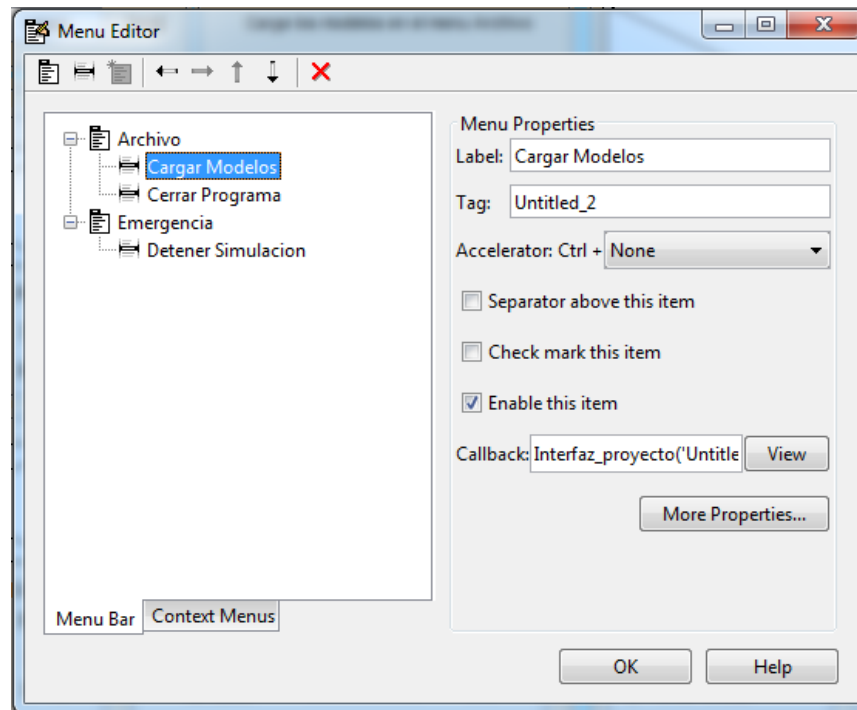 Menu Editor
Archivo
Cargar Modelos
Cerrar Programa
Emergencia
Detener Simulacion
Menu Bar
Context Menus
Menu Properties
Label: Cargar Modelos
Tag: Untitled_2
Accelerator: Ctrl + None
Separator above this item
Check mark this item
Enable this item
Callback: Interfaz_proyecto('Untitle View
More Properties...
OK Help